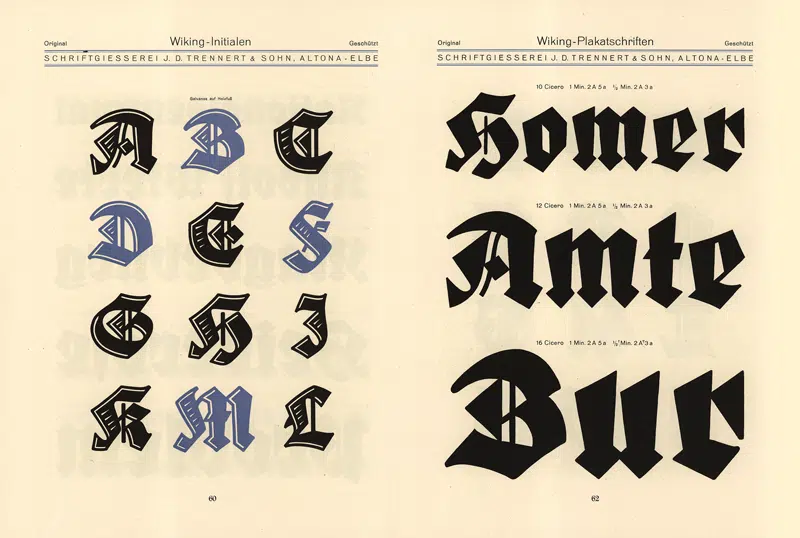 Original Wiking-Initialen Geschützt
SCHRIFTGIESSEREI J. D. TRENNERT & SOHN, ALTONA-ELBE
Galvanos auf Holzfuß
A B C
D E F
G H J
K M L
60
Original Wiking-Plakatschriften Geschützt
SCHRIFTGIESSEREI J. D. TRENNERT & SOHN, ALTONA-ELBE
10 Cicero 1 Min. 2 A 5 a ½ Min. 2 A 3 a
Homer
12 Cicero 1 Min. 2 A 5 a ½ Min. 2 A 3 a
Amte
16 Cicero 1 Min. 2 A 5 a ½ Min. 2 A 3 a
Bur
62